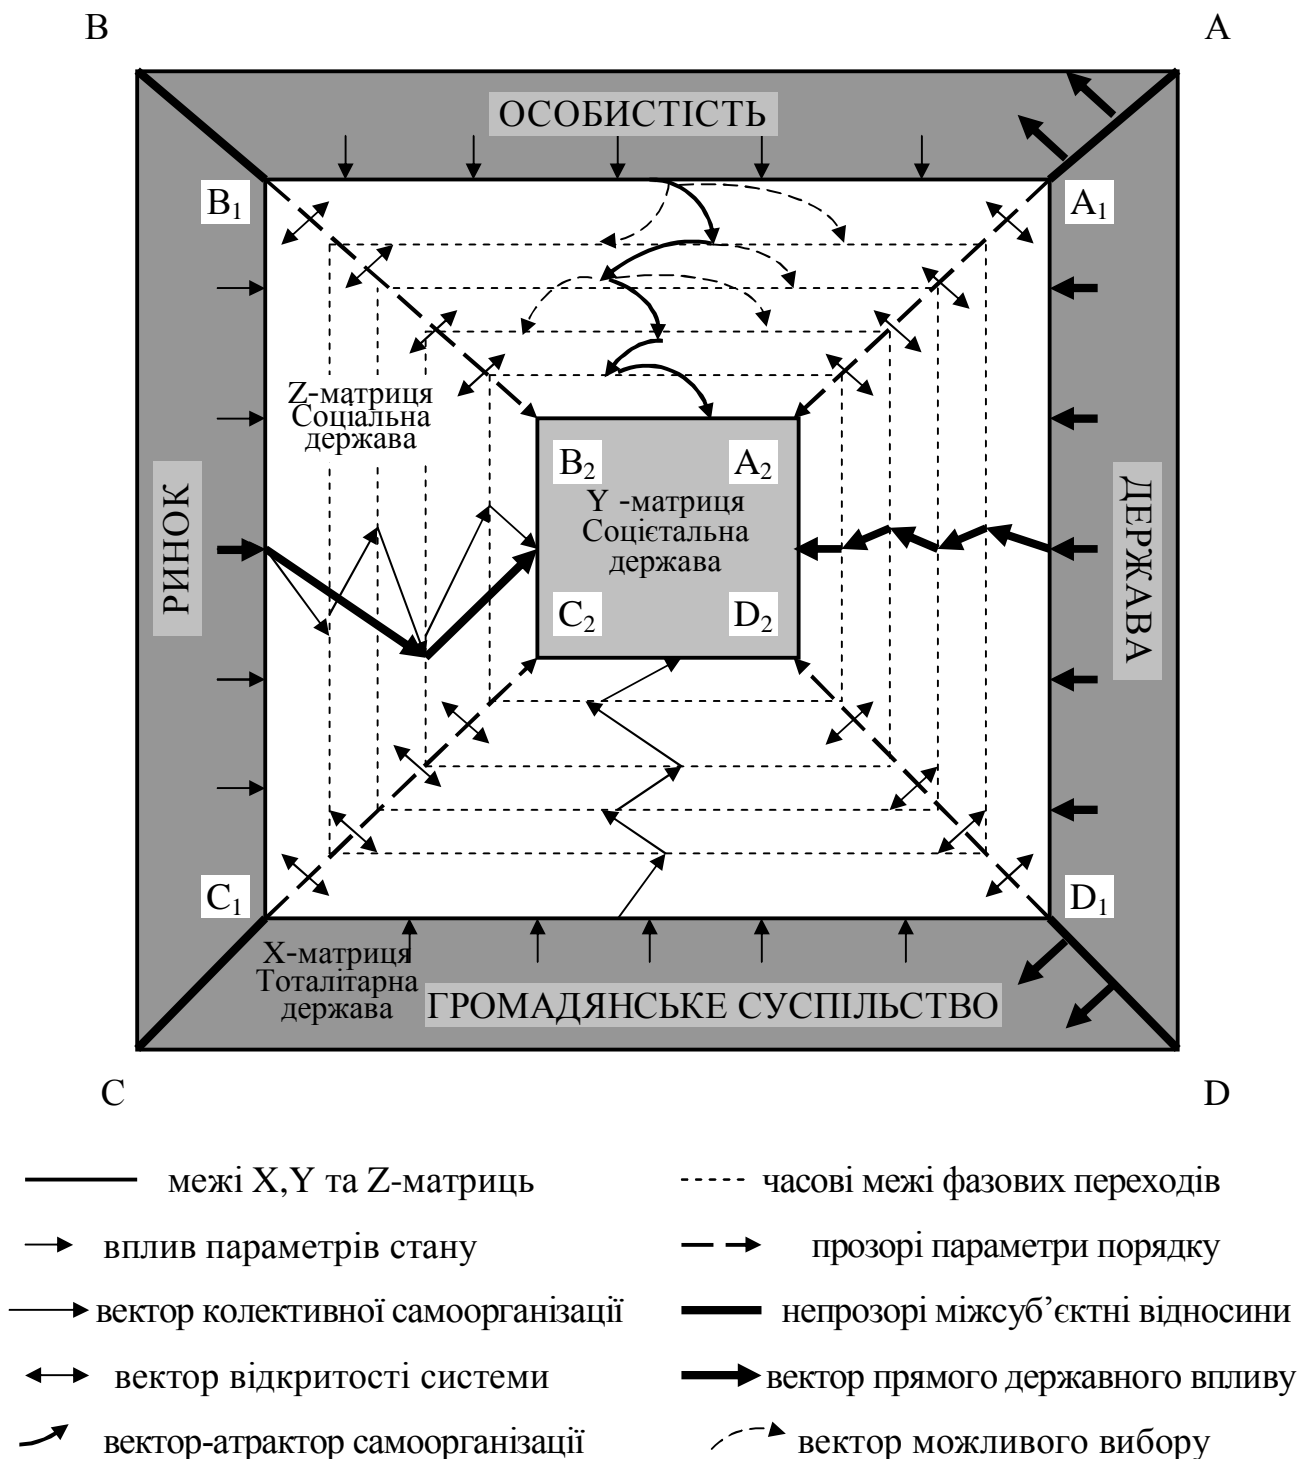 B
A
ОСОБИСТІСТЬ
B1
A1
Z-матриця
Соціальна
держава
B2
A2
РИНОК
Y -матриця
Соцієтальна
держава
ДЕРЖАВА
C2
D2
C1
D1
X-матриця
Тоталітарна
держава
ГРОМАДЯНСЬКЕ СУСПІЛЬСТВО
C
D
межі X,Y та Z-матриць
часові межі фазових переходів
вплив параметрів стану
прозорі параметри порядку
вектор колективної самоорганізації
непрозорі міжсуб’єктні відносини
вектор відкритості системи
вектор прямого державного впливу
вектор-атрактор самоорганізації
вектор можливого вибору